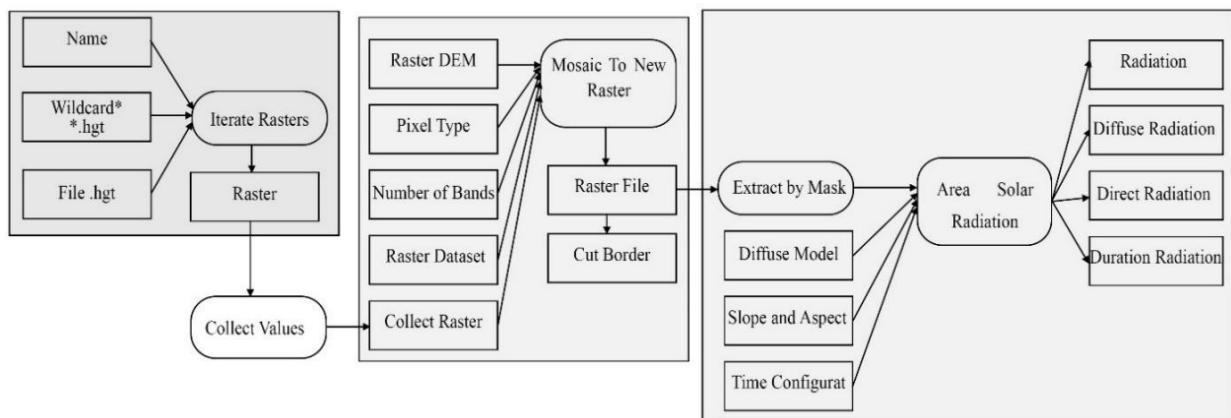 Name
Wildcard*
*.hgt
File .hgt
Iterate Rasters
Raster
Collect Values
Raster DEM
Pixel Type
Number of Bands
Raster Dataset
Collect Raster
Mosaic To New
Raster
Raster File
Cut Border
Extract by Mask
Diffuse Model
Slope and Aspect
Time Configurat
Area Solar
Radiation
Radiation
Diffuse Radiation
Direct Radiation
Duration Radiation